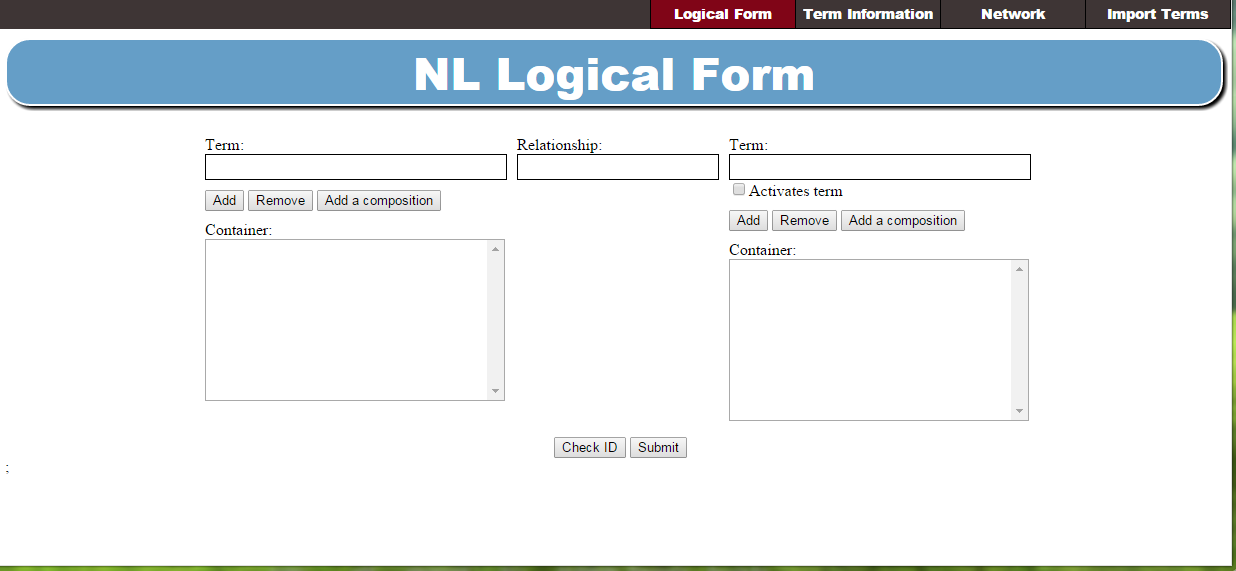 Logical Form Term Information Network Import Terms
NL Logical Form
Term: Relationship: Term:
Activates term
Add Remove Add a composition
Add Remove Add a composition
Container:
Container:
Check ID Submit
;